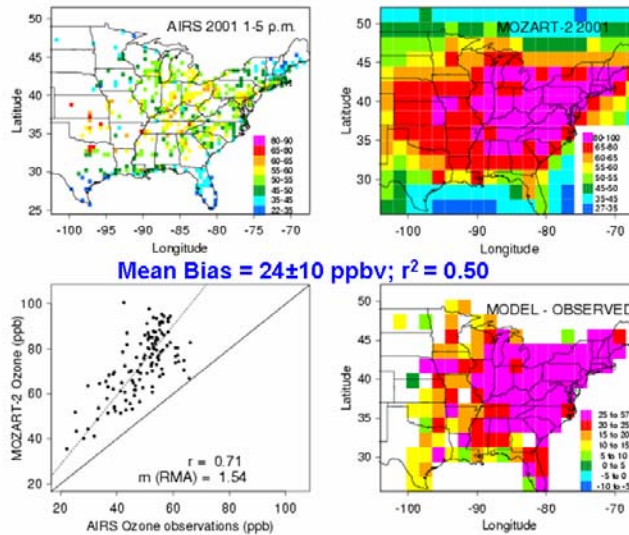 AIRS 2001 1-5 p.m.
Latitude
50
45
40
35
30
25
80-90
65-80
60-65
55-60
50-55
45-50
35-45
22-35
-100 -90 -85 -80 -75 -70
Longitude
MOZART-2 2001
Latitude
50
45
40
35
30
80-100
65-80
60-65
55-60
50-55
45-50
35-45
27-35
-100 -90 -80 -70
Longitude
Mean Bias = 24±10 ppbv; r² = 0.50
MOZART-2 Ozone (ppb)
100
80
60
40
20
r = 0.71
m (RMA) = 1.54
20 40 60 80 100
AIRS Ozone observations (ppb)
MODEL - OBSERVED
Latitude
50
45
40
35
30
25 to 57
20 to 25
15 to 20
10 to 15
5 to 10
0 to 5
-5 to 0
-10 to -5
-100 -90 -80 -70
Longitude